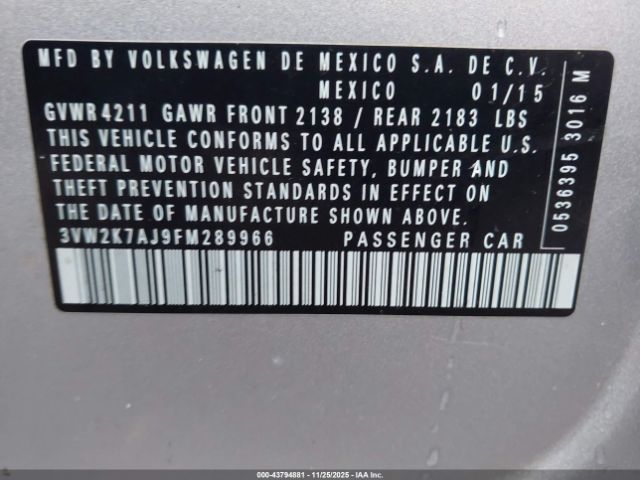 MFD BY VOLKSWAGEN DE MEXICO S.A. DE C.V.
MEXICO 01/15
GVWR 4211 GAWR FRONT 2138 / REAR 2183 LBS
THIS VEHICLE CONFORMS TO ALL APPLICABLE U.S.
FEDERAL MOTOR VEHICLE SAFETY, BUMPER AND
THEFT PREVENTION STANDARDS IN EFFECT ON
THE DATE OF MANUFACTURE SHOWN ABOVE.
3VW2K7AJ9FM289966 PASSENGER CAR
0536395 3016 M
000-43794881 - 11/25/2025 - IAA Inc.